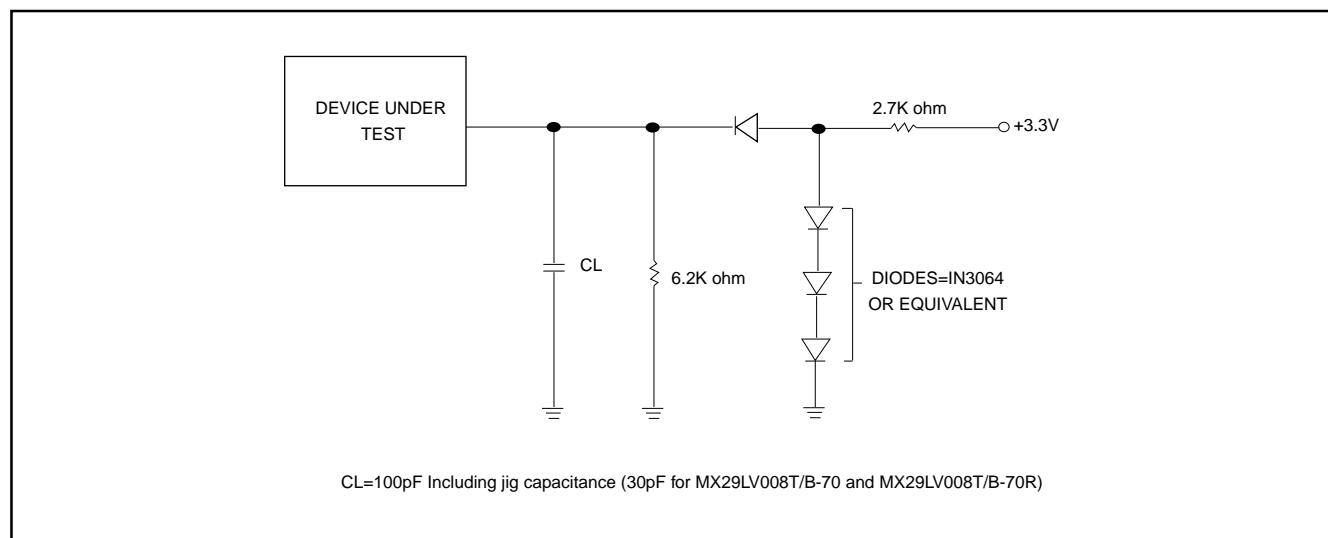 DEVICE UNDER
TEST
2.7K ohm
+3.3V
CL
6.2K ohm
DIODES=IN3064
OR EQUIVALENT
CL=100pF Including jig capacitance (30pF for MX29LV008T/B-70 and MX29LV008T/B-70R)